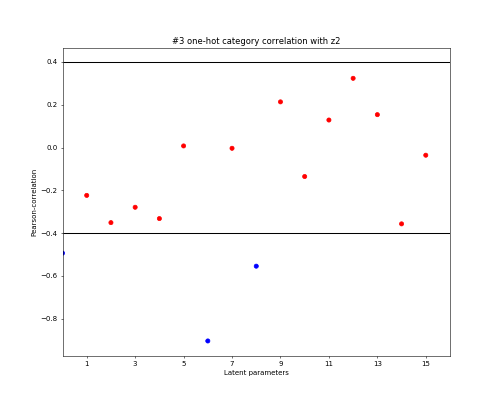 #3 one-hot category correlation with z2
0.4
0.2
0.0
−0.2
−0.4
−0.6
−0.8
Pearson-correlation
1 3 5 7 9 11 13 15
Latent parameters